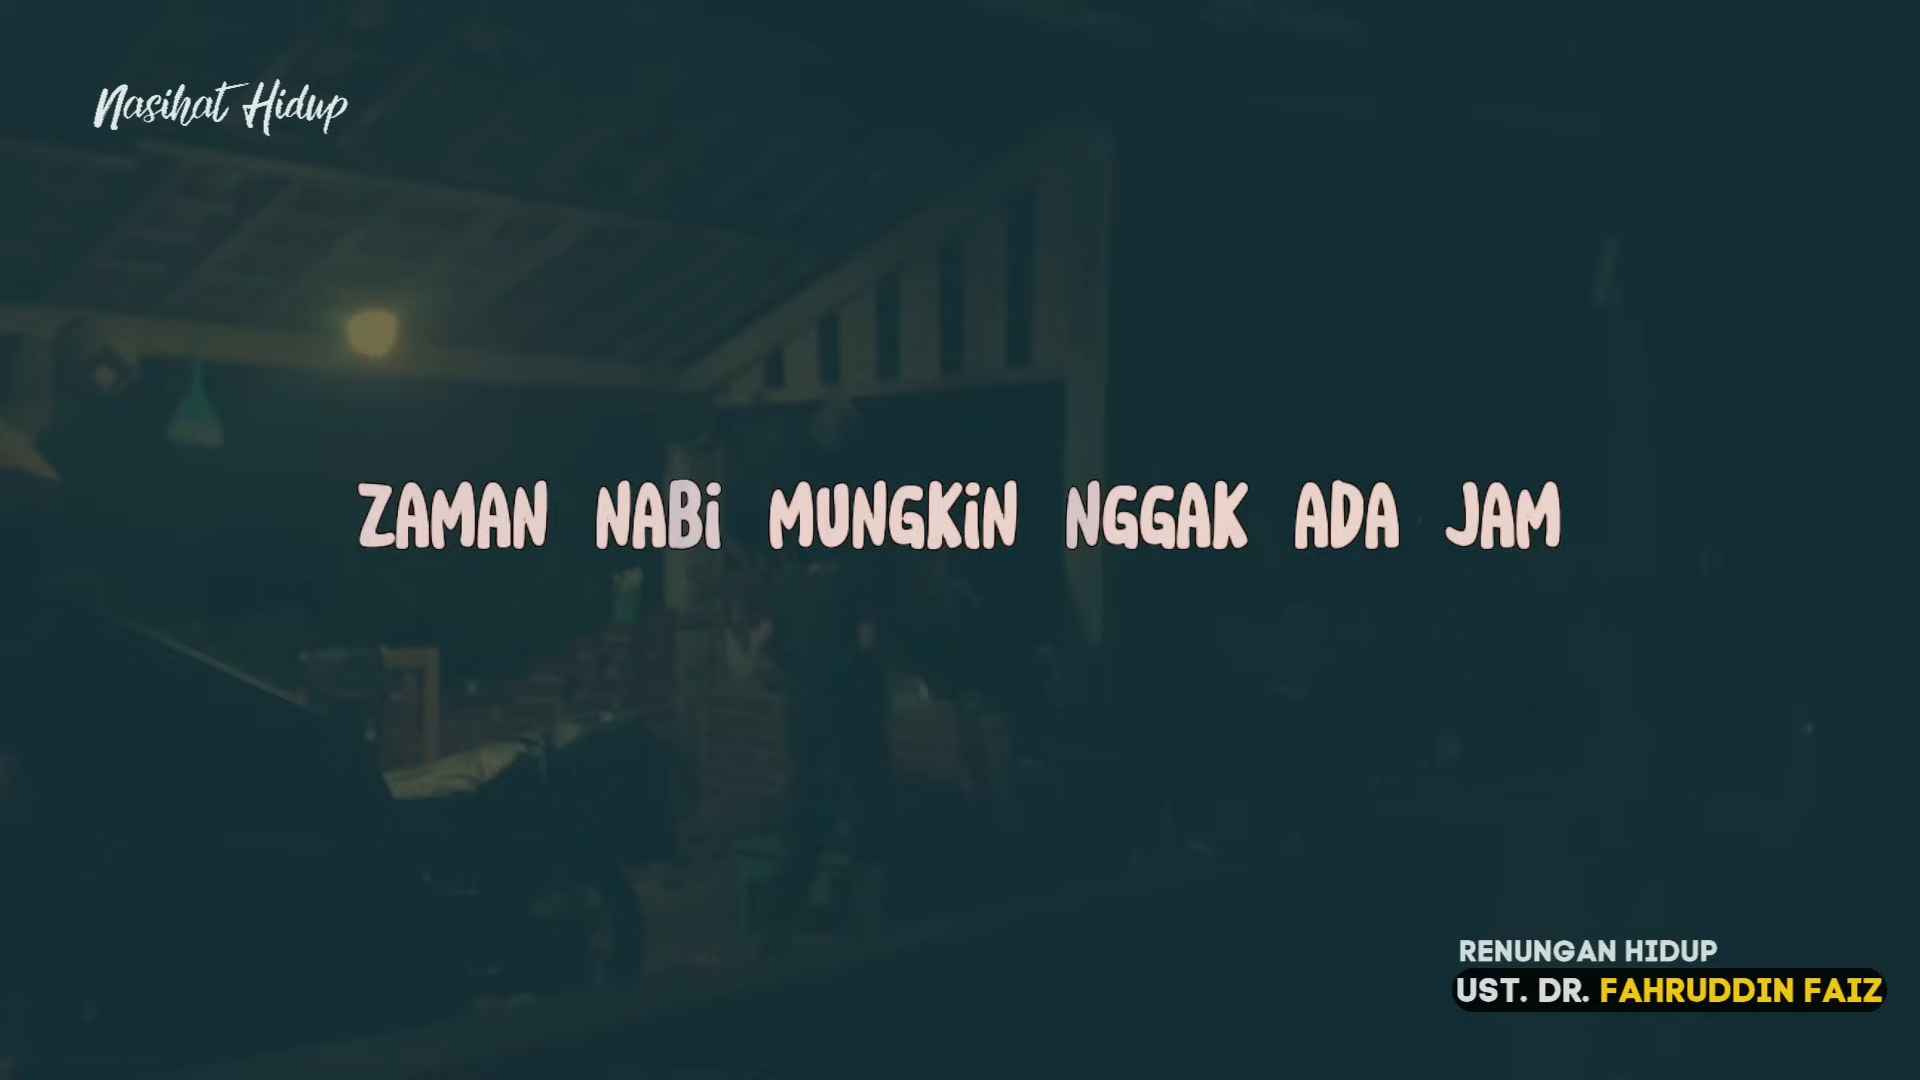 Nasihat Hidup
ZAMAN NABi MUNGKiN NGGAK ADA JAM
RENUNGAN HIDUP
UST. DR. FAHRUDDIN FAIZ